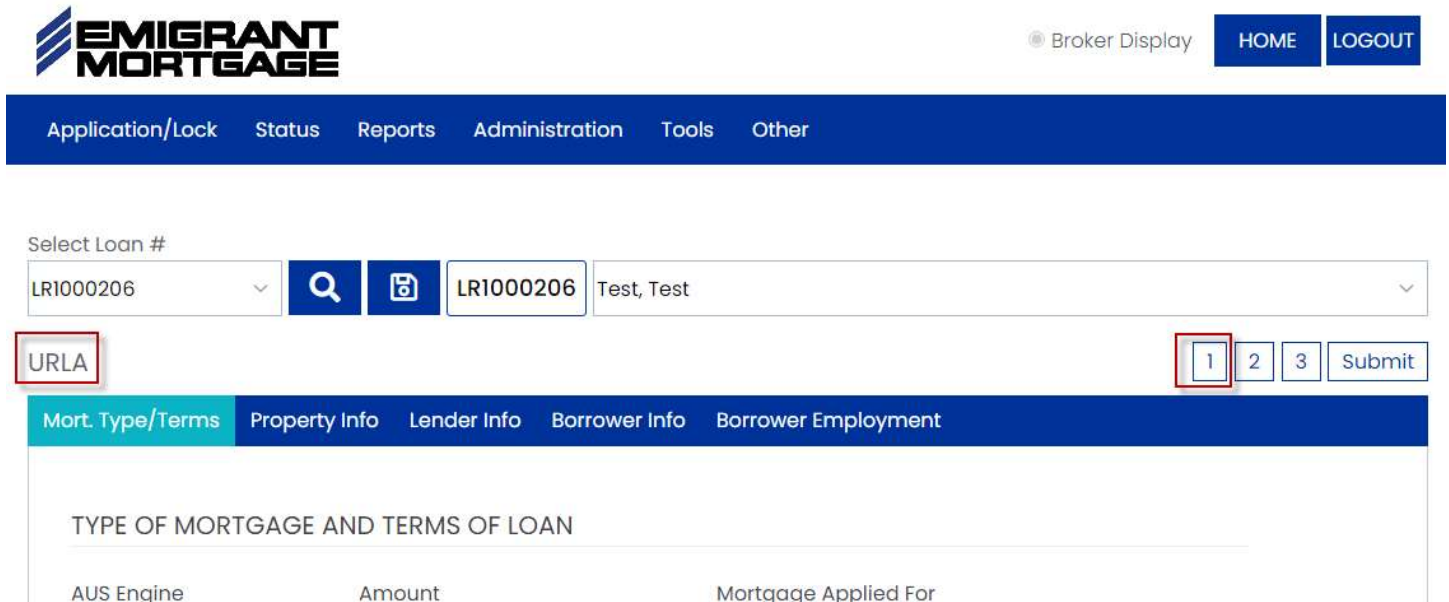 EMIGRANT
MORTGAGE
Broker Display HOME LOGOUT
Application/Lock Status Reports Administration Tools Other
Select Loan #
LR1000206 LR1000206 Test, Test
URLA 1 2 3 Submit
Mort. Type/Terms Property Info Lender Info Borrower Info Borrower Employment
TYPE OF MORTGAGE AND TERMS OF LOAN
AUS Engine Amount Mortgage Applied For